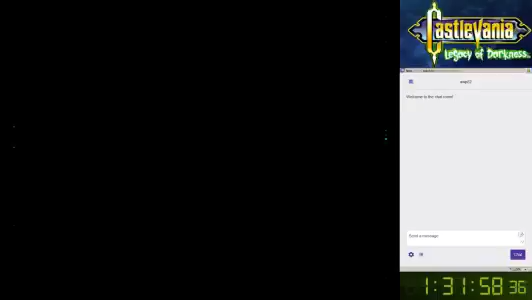 Castlevania
Legacy of Darkness
Welcome to the chat room!
Send a message
Chat
1:31:58 36